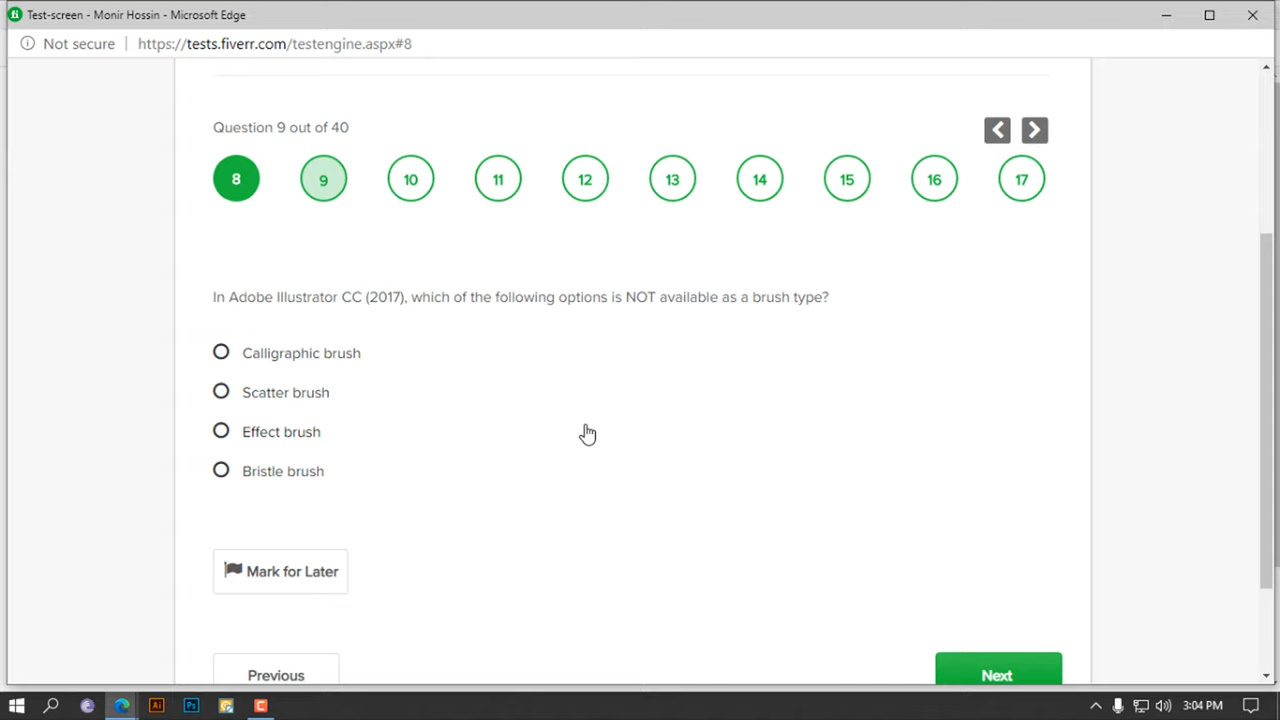 Test-screen - Monir Hossin - Microsoft Edge
Not secure | https://tests.fiverr.com/testengine.aspx#8
Question 9 out of 40
8 9 10 11 12 13 14 15 16 17
In Adobe Illustrator CC (2017), which of the following options is NOT available as a brush type?
Calligraphic brush
Scatter brush
Effect brush
Bristle brush
Mark for Later
Previous Next
Ai Ps 3:04 PM